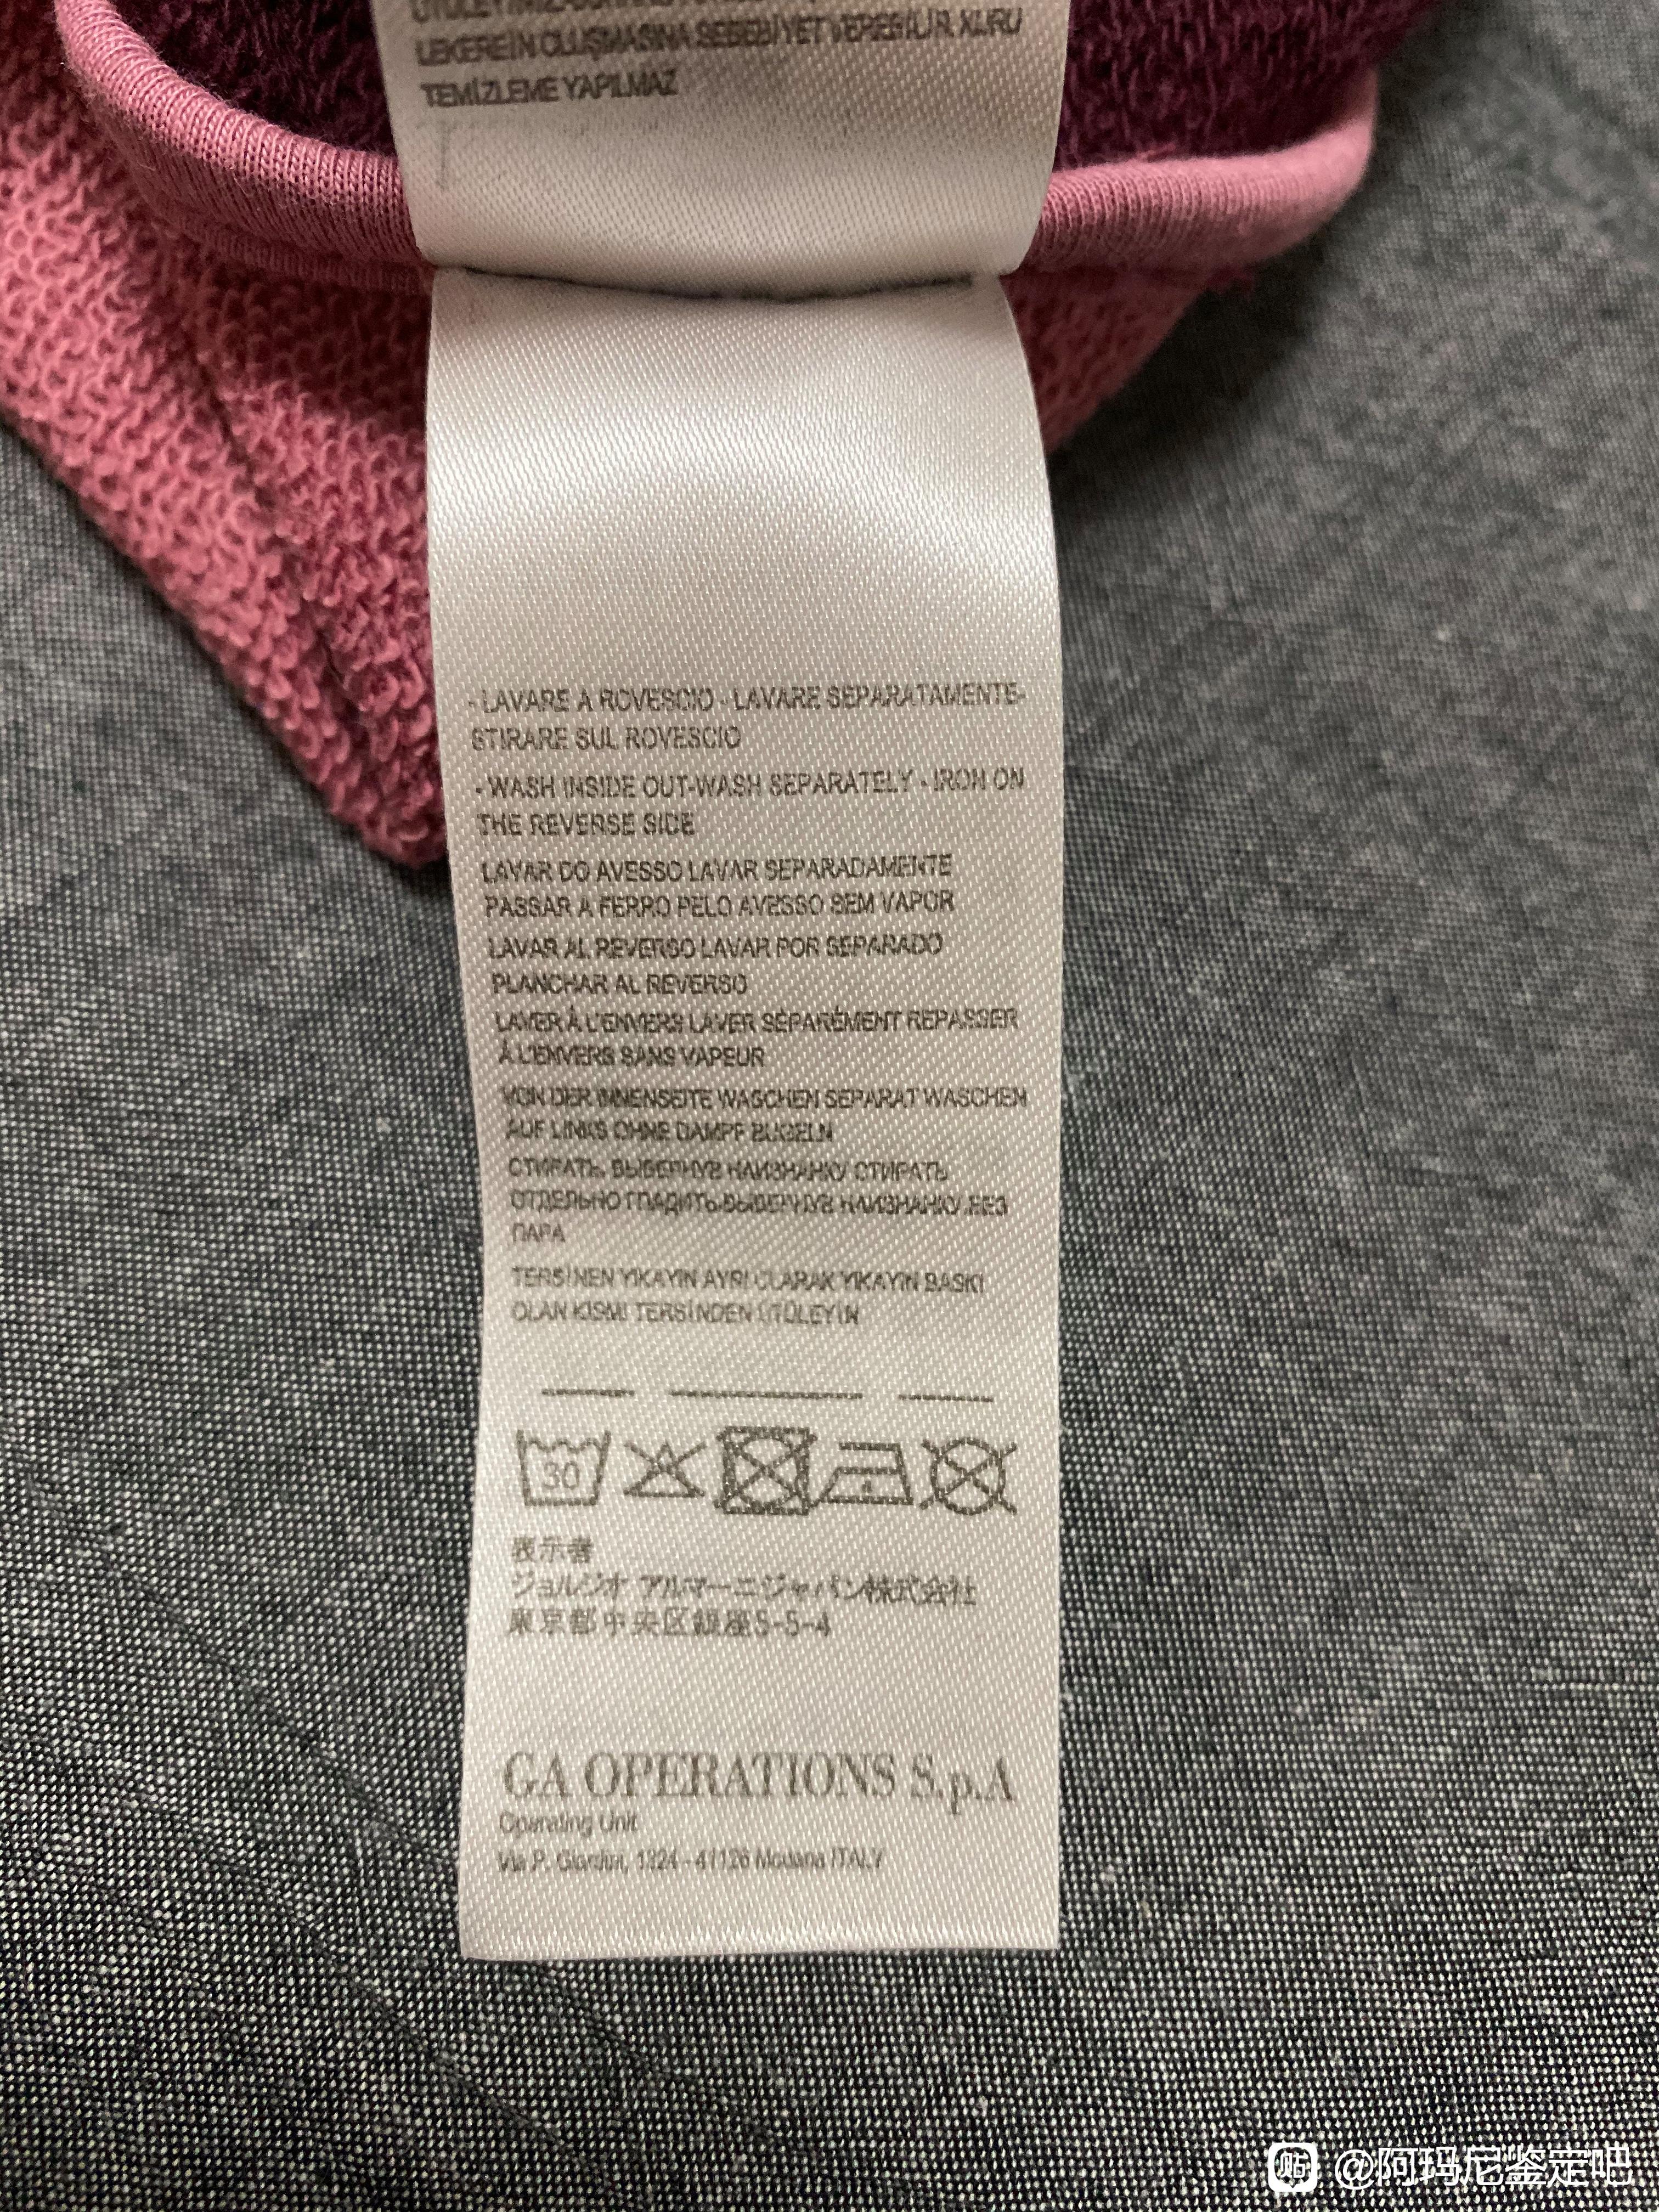 LEKEREIN OLUŞMASINA SEBEBİYET VEREBİLİR. KURU
TEMİZLEME YAPILMAZ
- LAVARE A ROVESCIO - LAVARE SEPARATAMENTE-
STIRARE SUL ROVESCIO
- WASH INSIDE OUT-WASH SEPARATELY - IRON ON
THE REVERSE SIDE
LAVAR DO AVESSO LAVAR SEPARADAMENTE
PASSAR A FERRO PELO AVESSO SEM VAPOR
LAVAR AL REVERSO LAVAR POR SEPARADO
PLANCHAR AL REVERSO
LAVER À L'ENVERS LAVER SÉPARÉMENT REPASSER
À L'ENVERS SANS VAPEUR
VON DER INNENSEITE WASCHEN SEPARAT WASCHEN
AUF LINKS OHNE DAMPF BUGELN
СТИРАТЬ, ВЫВЕРНУВ НАИЗНАНКУ СТИРАТЬ
ОТДЕЛЬНО ГЛАДИТЬ,ВЫВЕРНУВ НАИЗНАНКУ ,БЕЗ
ПАРА
TERSİNEN YIKAYIN AYRI OLARAK YIKAYIN BASKI
OLAN KISMI TERSİNDEN ÜTÜLEYİN
30
表示者
ジョルジオ アルマーニジャパン株式会社
東京都中央区銀座5-5-4
GA OPERATIONS S.p.A
Operating Unit
Via P. Giardini, 1324 - 41126 Modena ITALY
贴 @阿玛尼鉴定吧